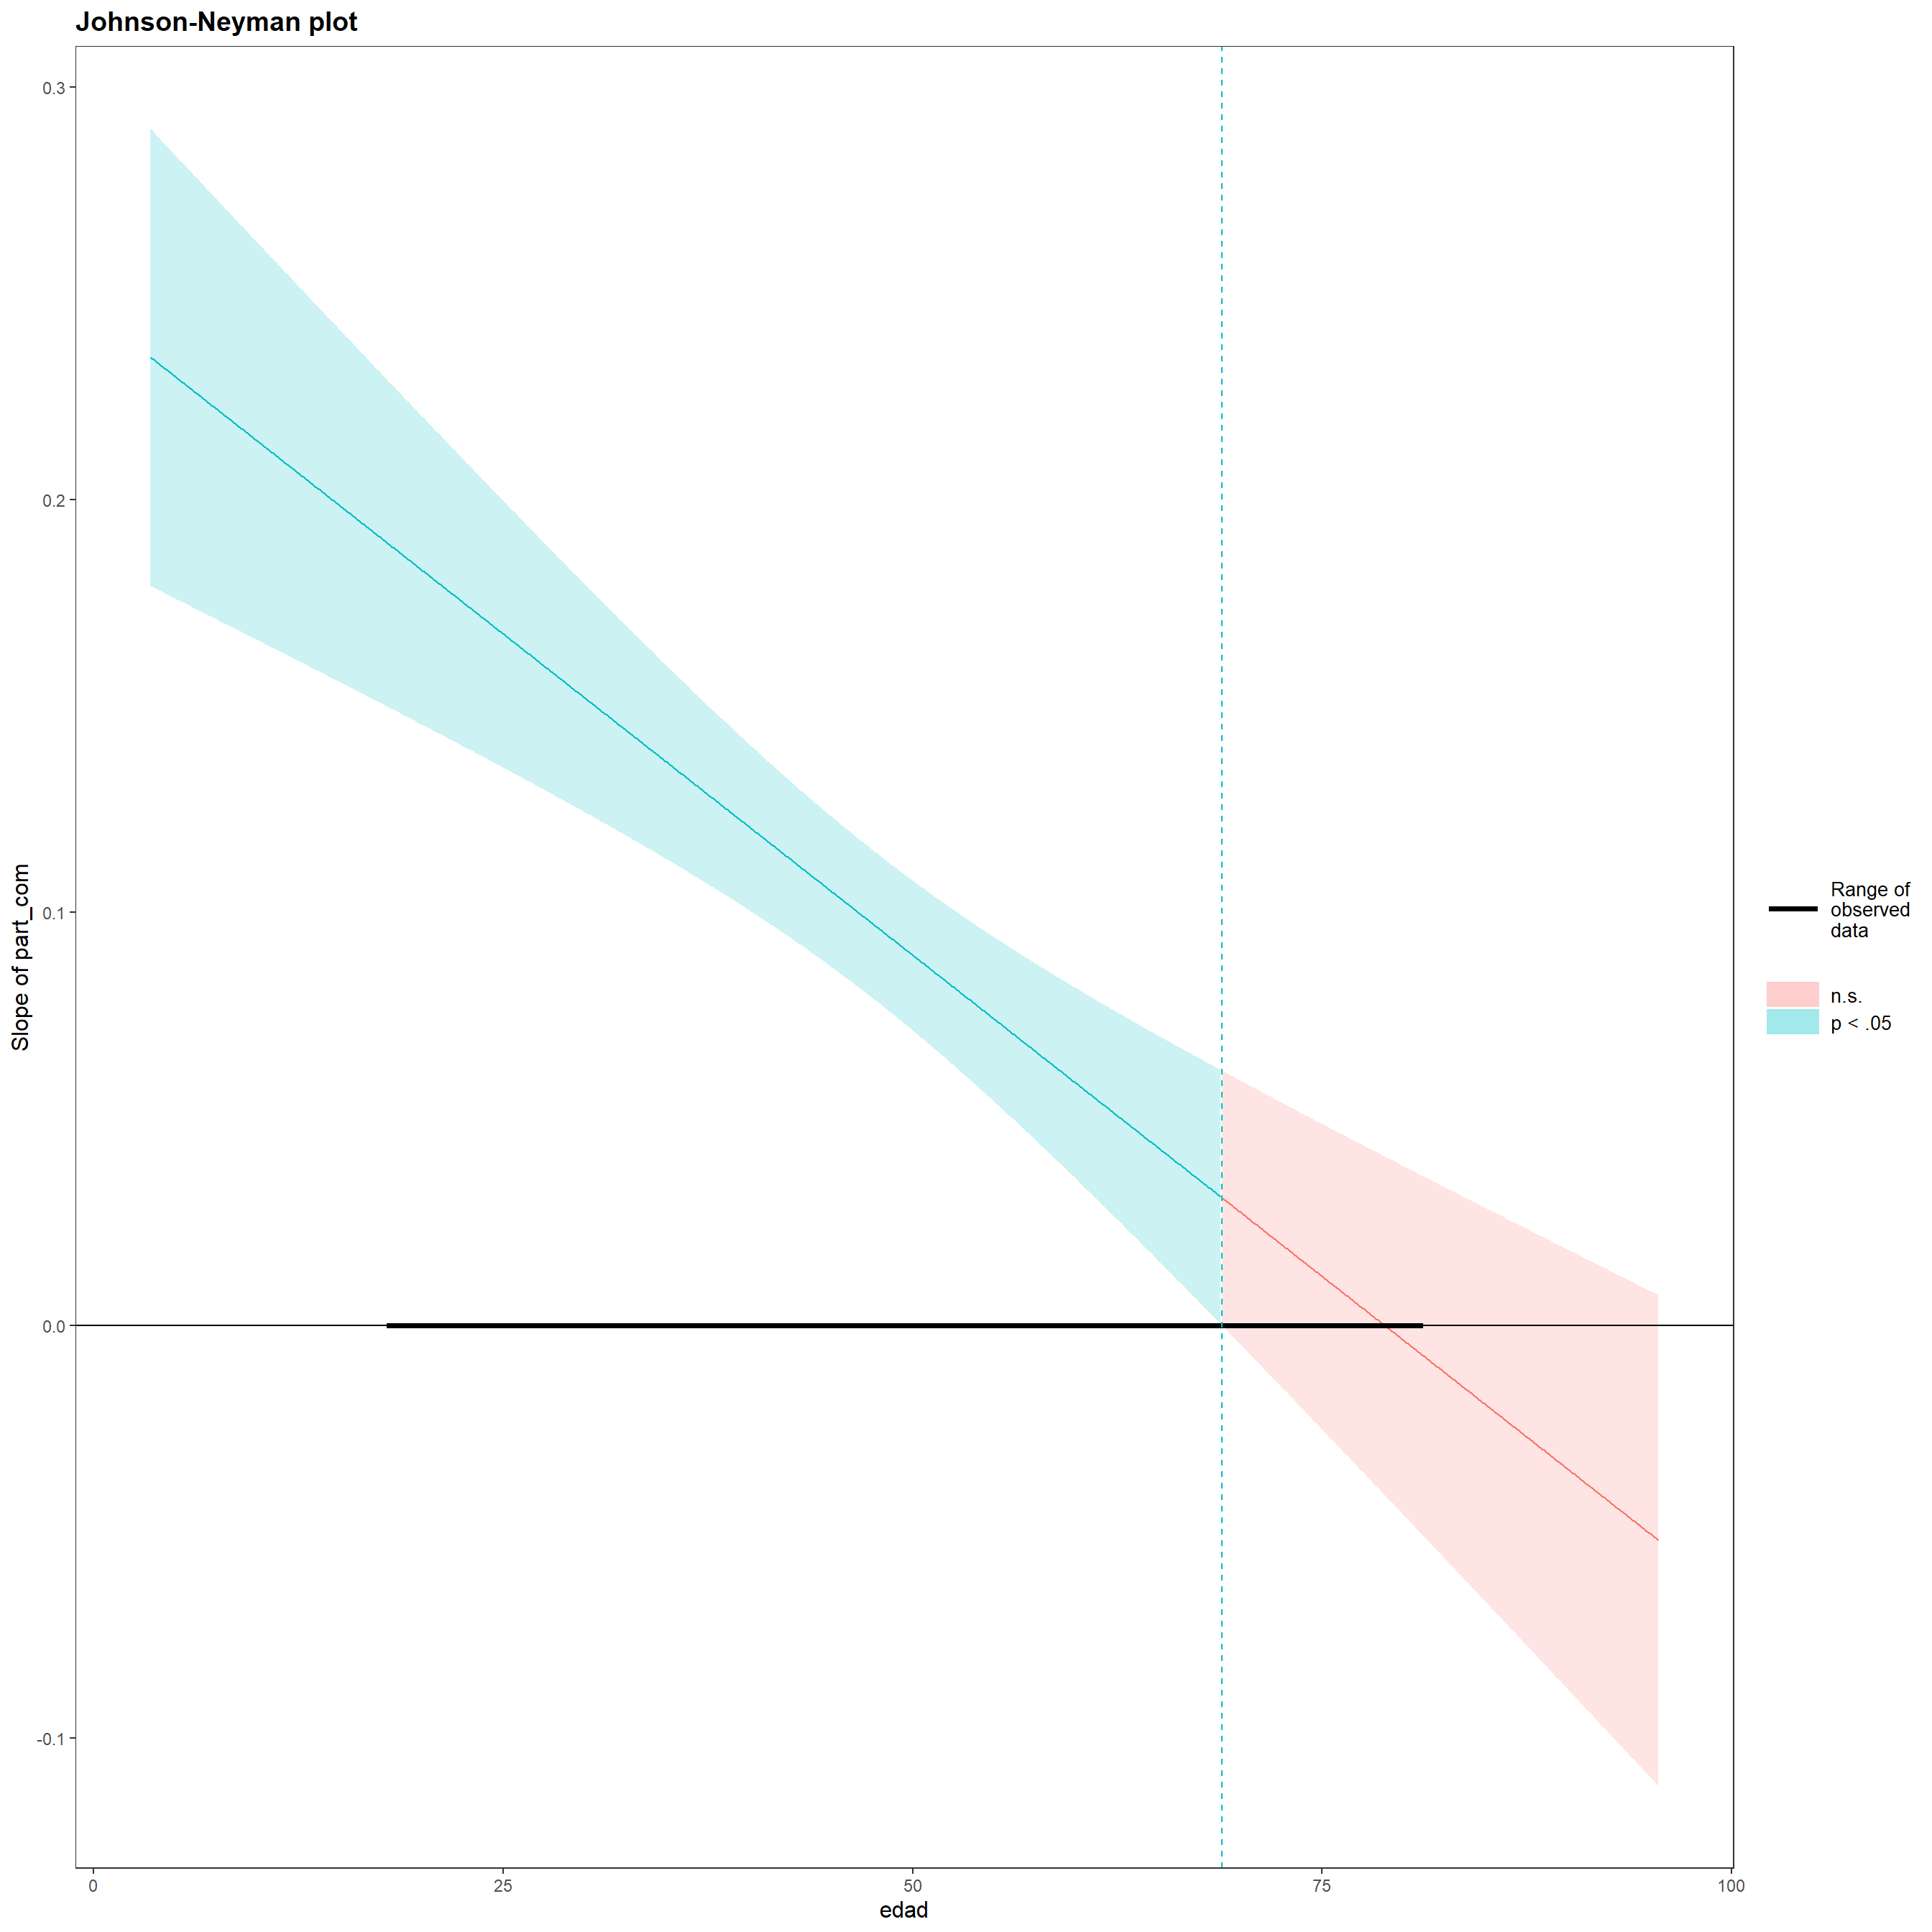 Johnson-Neyman plot
0.3
0.2
0.1
0.0
-0.1
Slope of part_com
0
25
50
75
100
edad
Range of
observed
data
n.s.
p < .05